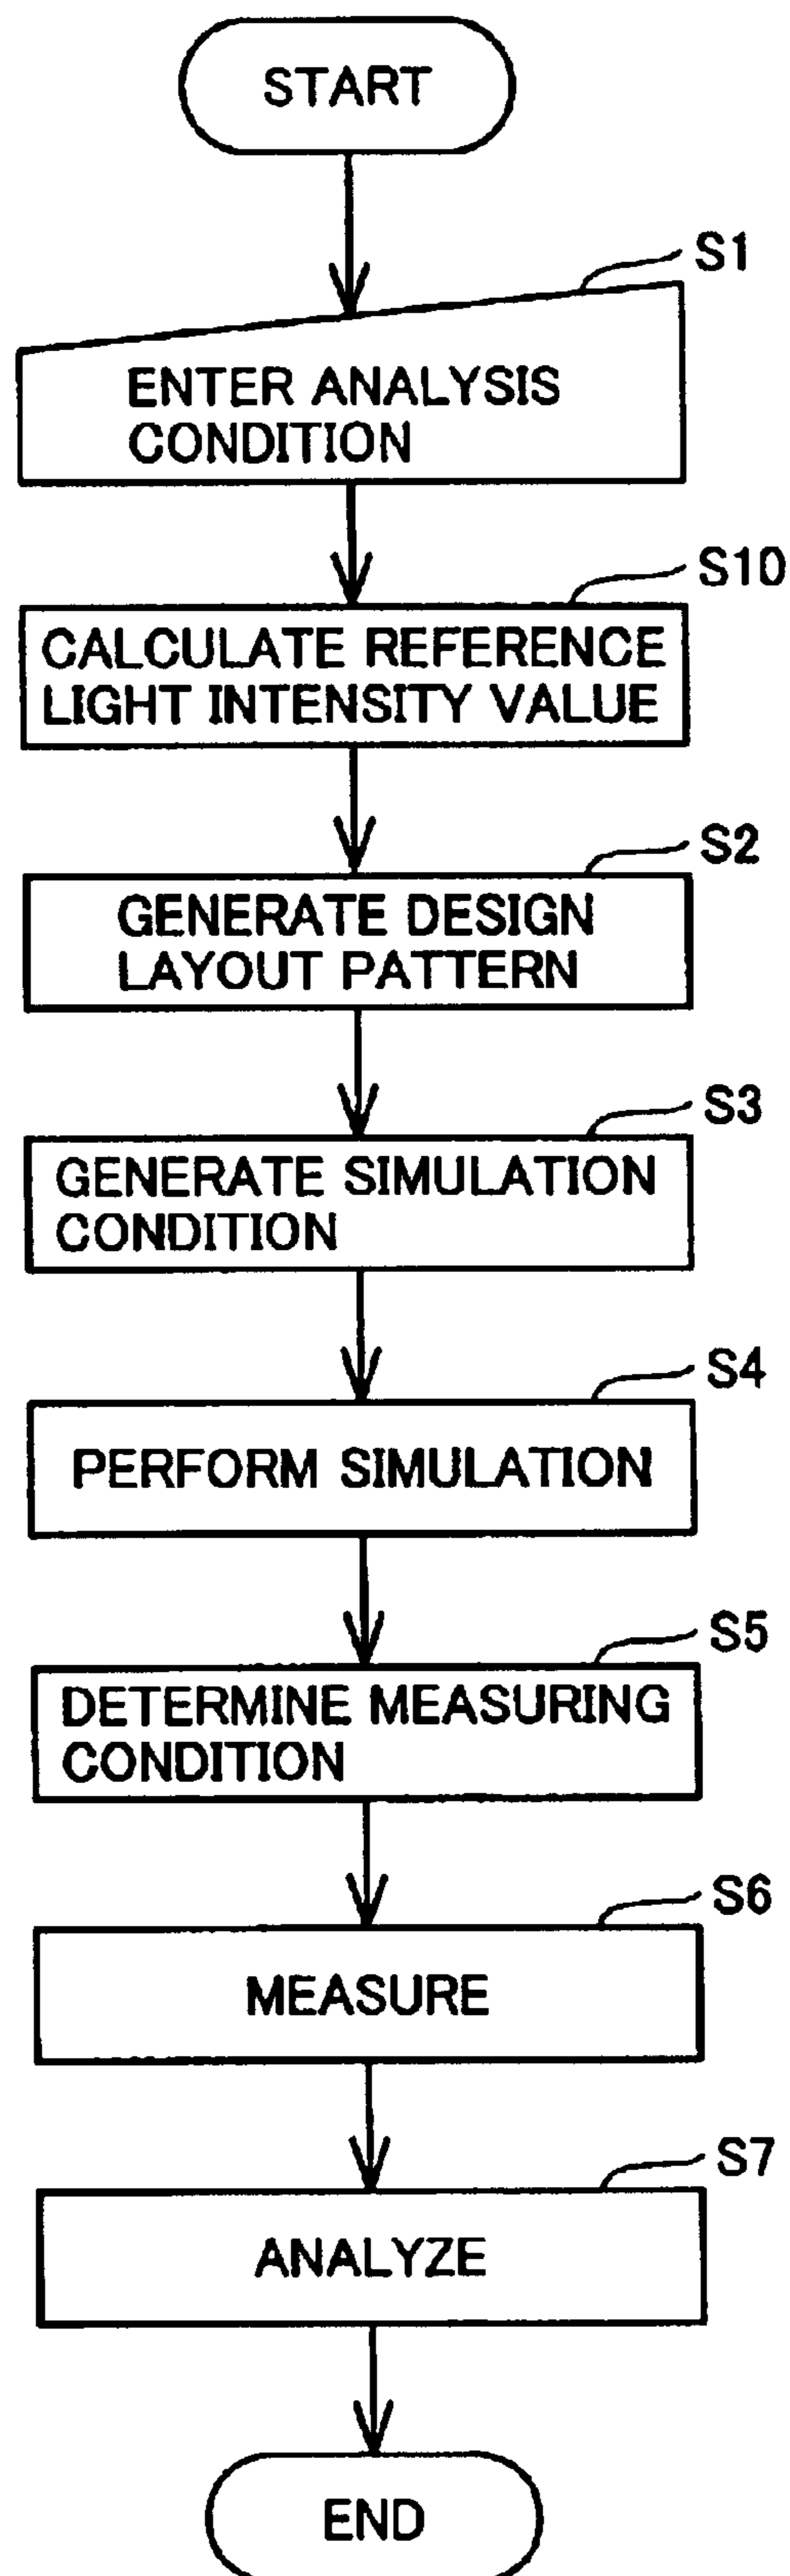 START
S1
ENTER ANALYSIS
CONDITION
S10
CALCULATE REFERENCE
LIGHT INTENSITY VALUE
S2
GENERATE DESIGN
LAYOUT PATTERN
S3
GENERATE SIMULATION
CONDITION
S4
PERFORM SIMULATION
S5
DETERMINE MEASURING
CONDITION
S6
MEASURE
S7
ANALYZE
END